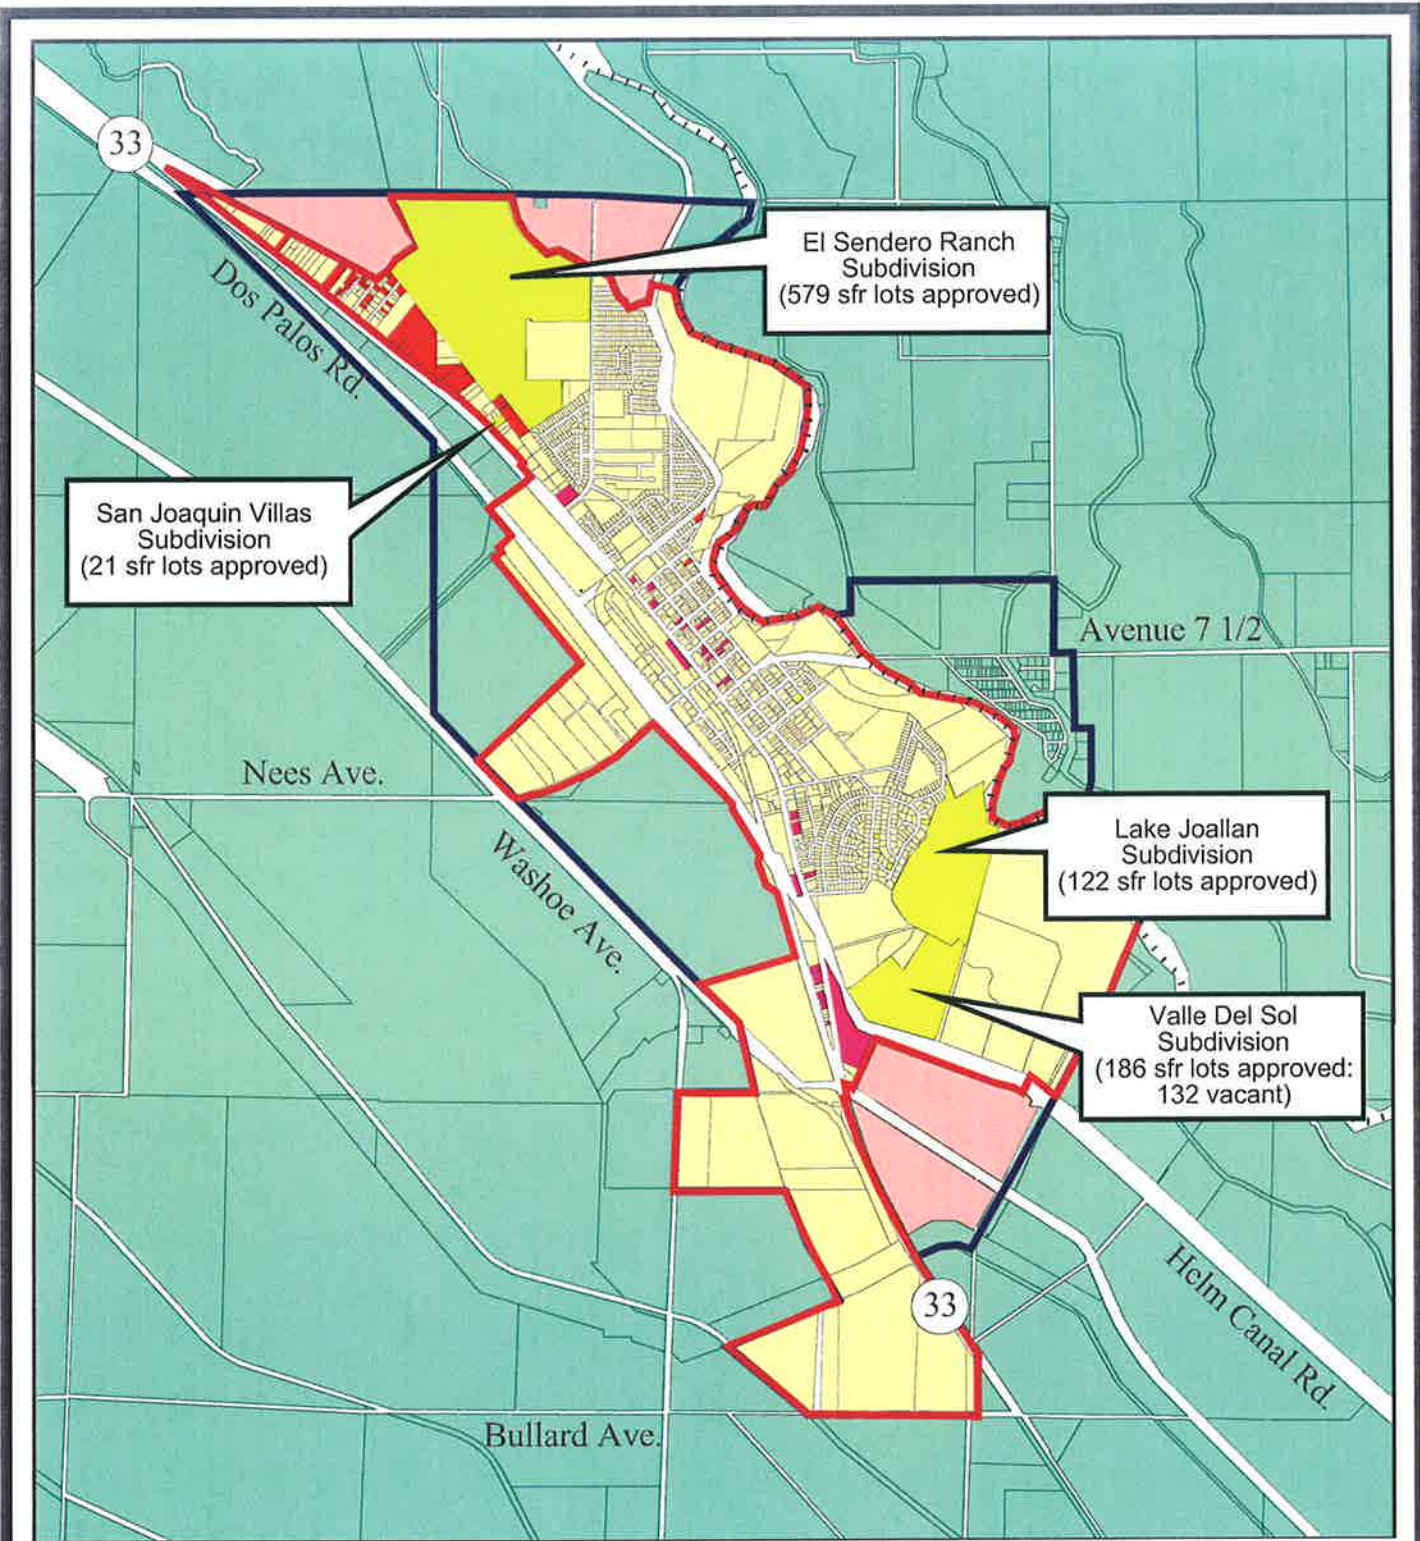 33
El Sendero Ranch
Subdivision
(579 sfr lots approved)
Dos Palos Rd.
San Joaquin Villas
Subdivision
(21 sfr lots approved)
Avenue 7 1/2
Nees Ave.
Lake Joallan
Subdivision
(122 sfr lots approved)
Washoe Ave.
Valle Del Sol
Subdivision
(186 sfr lots approved:
132 vacant)
33
Helm Canal Rd.
Bullard Ave.